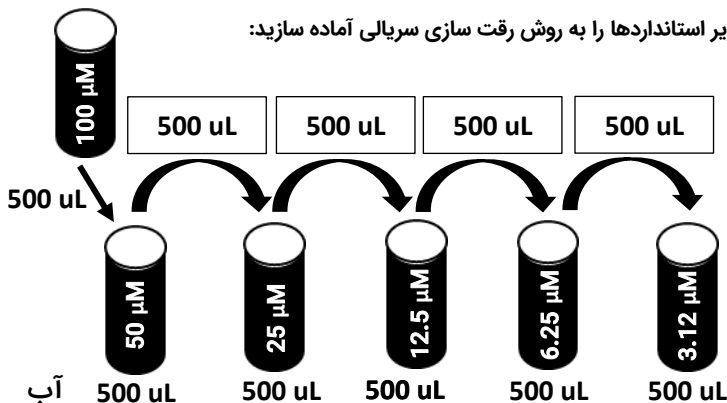 یر استانداردها را به روش رقت سازی سریالی آماده سازید:
100 µM
500 uL 500 uL 500 uL 500 uL
500 uL
50 µM 25 µM 12.5 µM 6.25 µM 3.12 µM
آب 500 uL 500 uL 500 uL 500 uL 500 uL